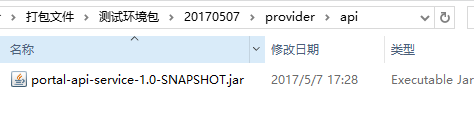 打包文件 › 测试环境包 › 20170507 › provider › api
名称 修改日期 类型
portal-api-service-1.0-SNAPSHOT.jar 2017/5/7 17:28 Executable Jar